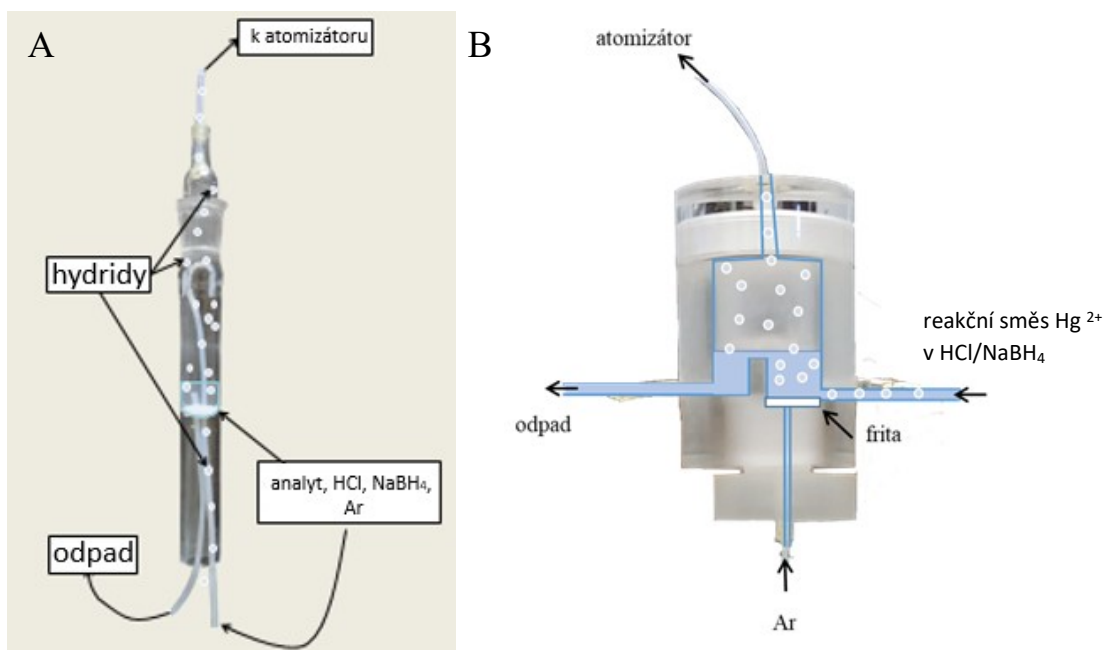 A
k atomizátoru
hydridy
analyt, HCl, NaBH₄,
Ar
odpad
B
atomizátor
reakční směs Hg ²⁺
v HCl/NaBH₄
odpad
frita
Ar